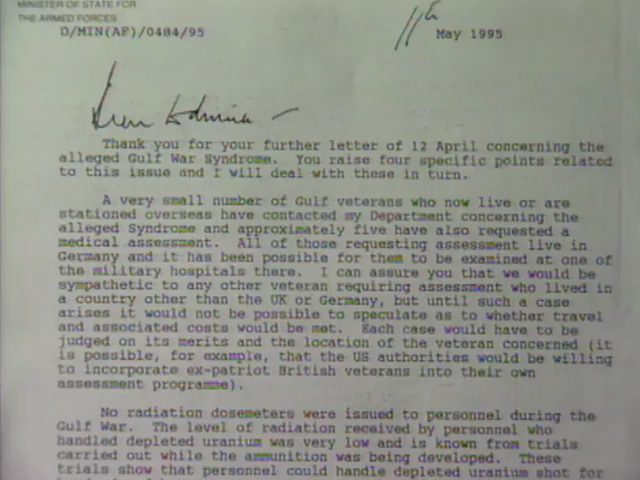 MINISTER OF STATE FOR
THE ARMED FORCES
D/MIN(AF)/0484/95
11th May 1995
Dear Edwina —
Thank you for your further letter of 12 April concerning the
alleged Gulf War Syndrome. You raise four specific points related
to this issue and I will deal with these in turn.
A very small number of Gulf veterans who now live or are
stationed overseas have contacted my Department concerning the
alleged Syndrome and approximately five have also requested a
medical assessment. All of those requesting assessment live in
Germany and it has been possible for them to be examined at one of
the military hospitals there. I can assure you that we would be
sympathetic to any other veteran requiring assessment who lived in
a country other than the UK or Germany, but until such a case
arises it would not be possible to speculate as to whether travel
and associated costs would be met. Each case would have to be
judged on its merits and the location of the veteran concerned (it
is possible, for example, that the US authorities would be willing
to incorporate ex-patriot British veterans into their own
assessment programme).
No radiation dosemeters were issued to personnel during the
Gulf War. The level of radiation received by personnel who
handled depleted uranium was very low and is known from trials
carried out while the ammunition was being developed. These
trials show that personnel could handle depleted uranium shot for